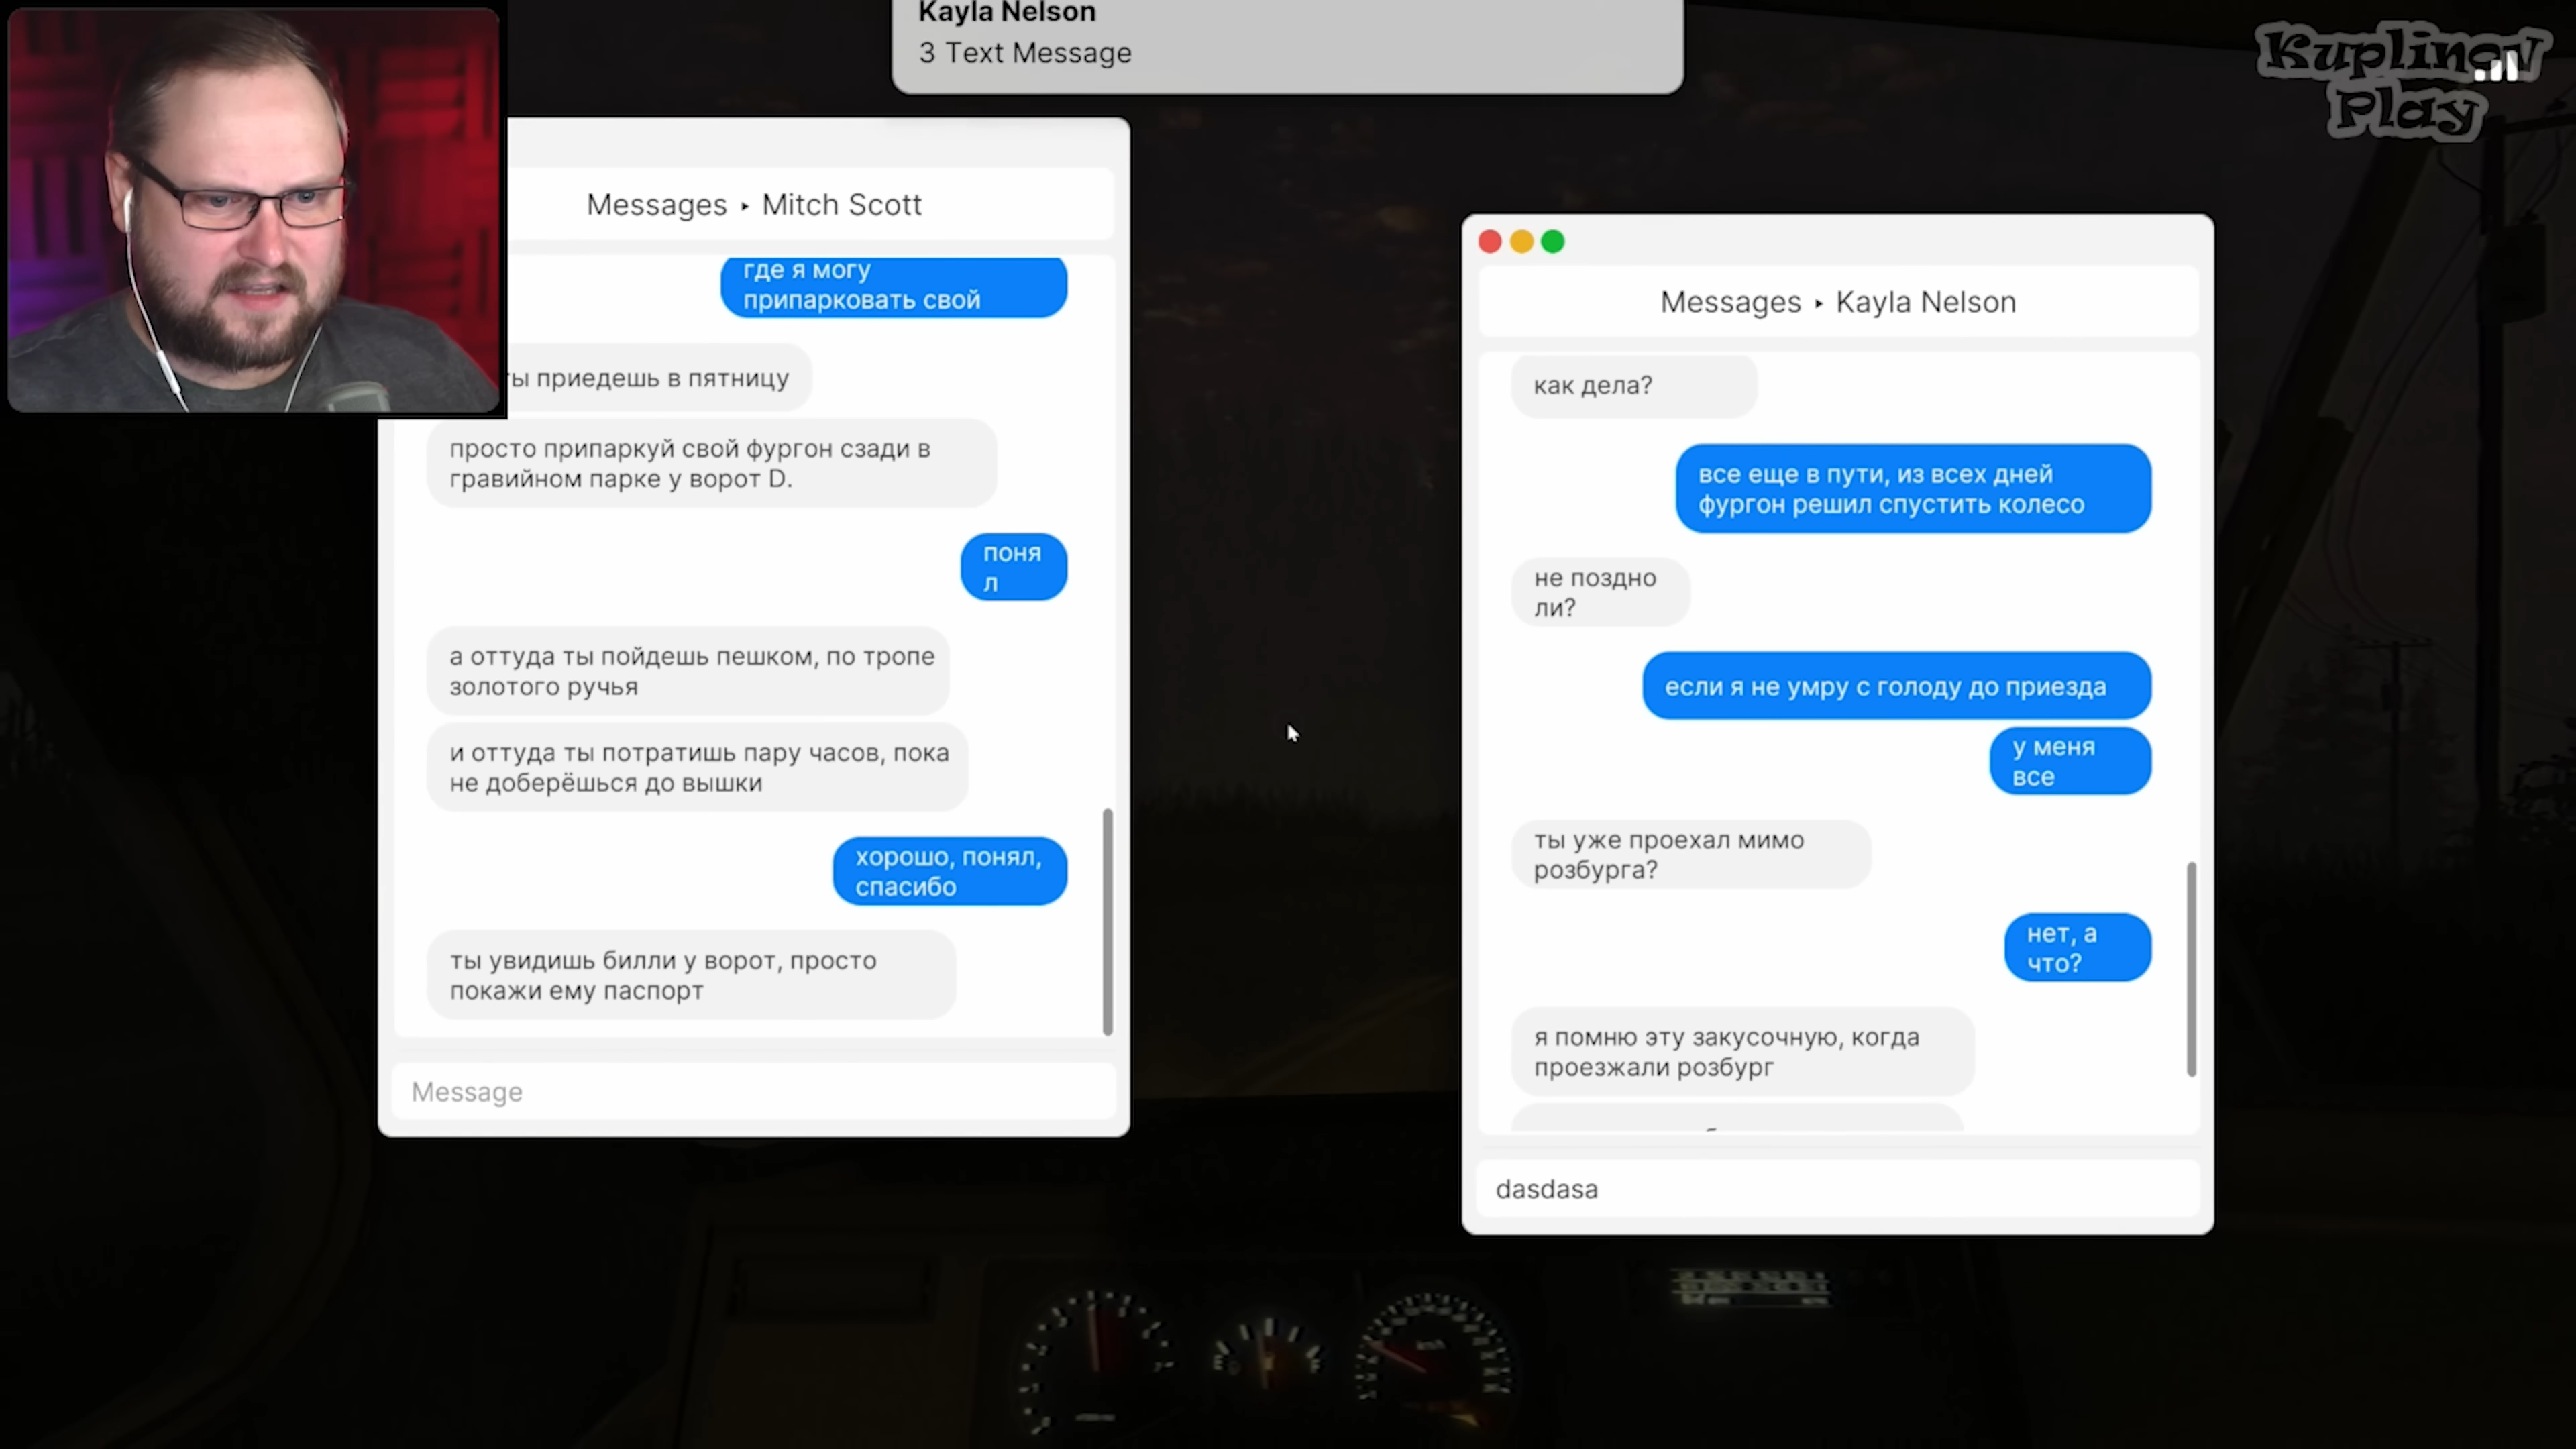 Kayla Nelson
3 Text Message
Kuplinov
Play
Messages ‣ Mitch Scott
где я могу
припарковать свой
ты приедешь в пятницу
просто припаркуй свой фургон сзади в
гравийном парке у ворот D.
поня
л
а оттуда ты пойдешь пешком, по тропе
золотого ручья
и оттуда ты потратишь пару часов, пока
не доберёшься до вышки
хорошо, понял,
спасибо
ты увидишь билли у ворот, просто
покажи ему паспорт
Message
Messages ‣ Kayla Nelson
как дела?
все еще в пути, из всех дней
фургон решил спустить колесо
не поздно
ли?
если я не умру с голоду до приезда
у меня
все
ты уже проехал мимо
розбурга?
нет, а
что?
я помню эту закусочную, когда
проезжали розбург
dasdasa